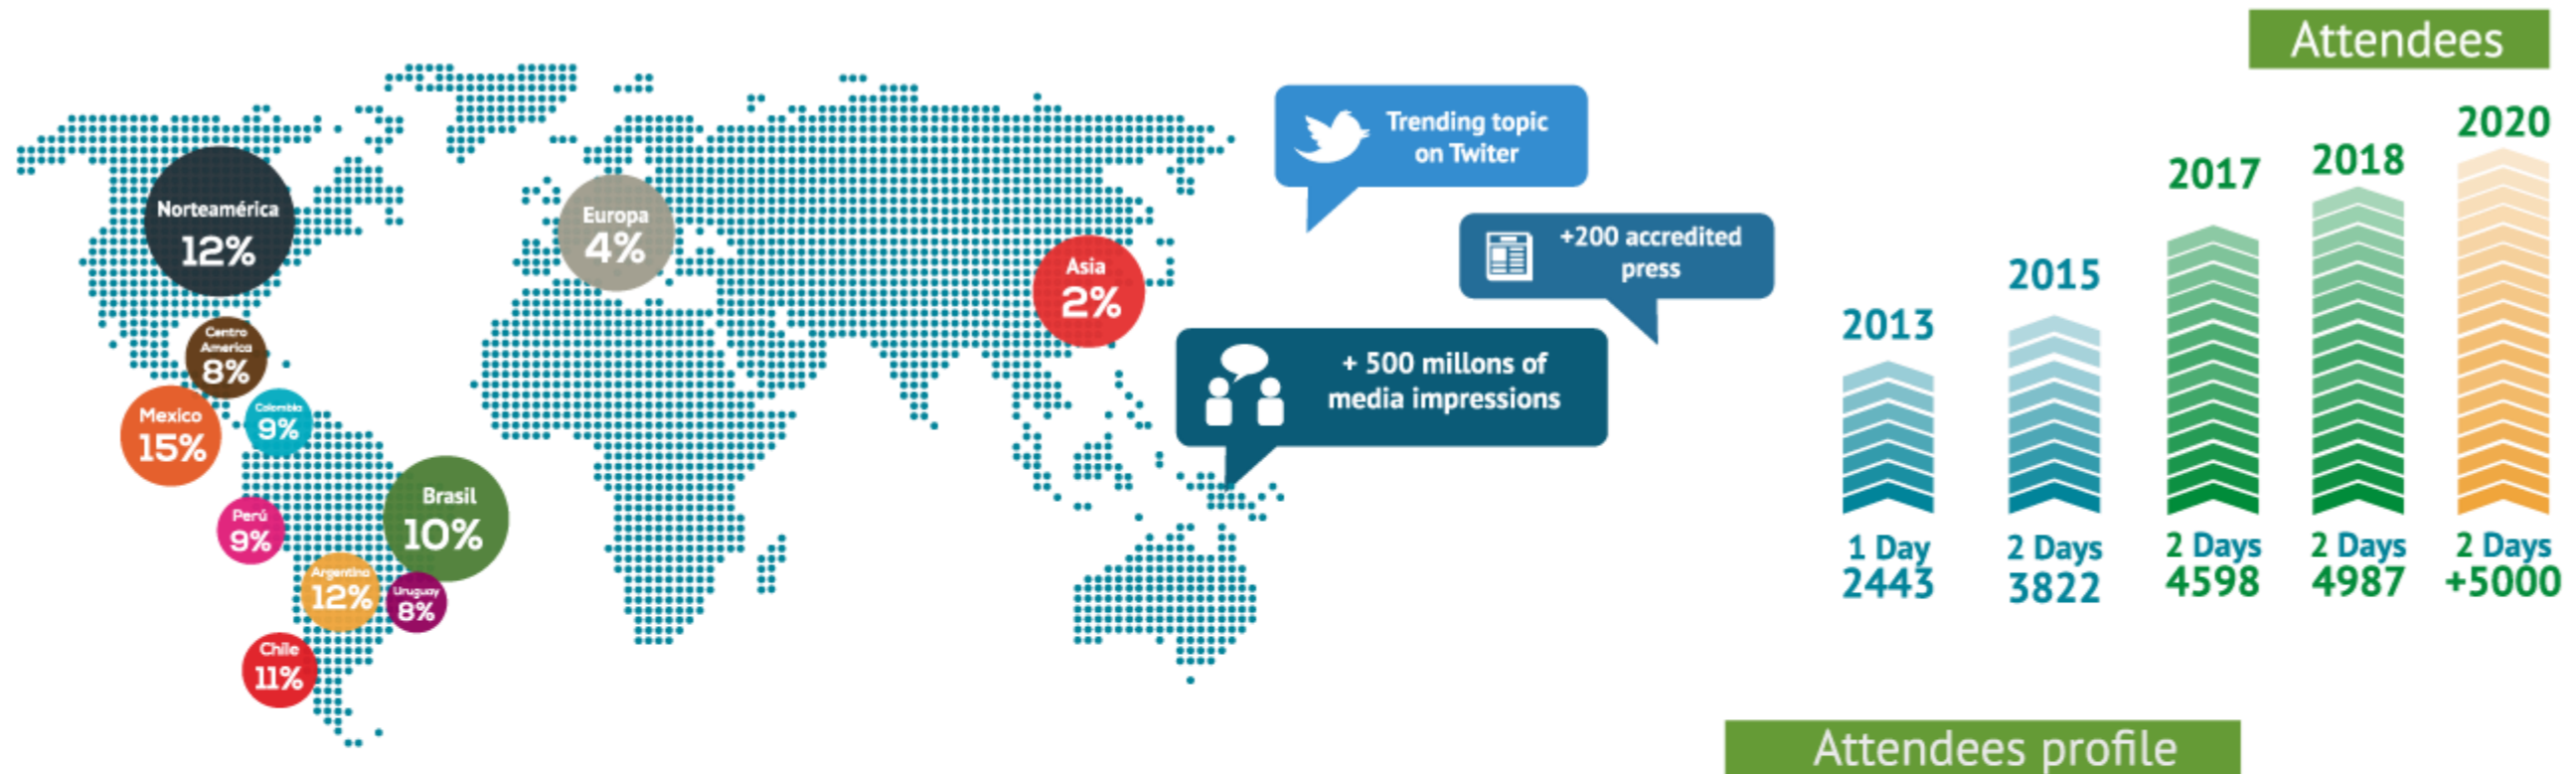 Norteamérica
12%
Centro
America
8%
Mexico
15%
Colombia
9%
Perú
9%
Brasil
10%
Argentina
12%
Uruguay
8%
Chile
11%
Europa
4%
Asia
2%
Trending topic
on Twiter
+200 accredited
press
+ 500 millons of
media impressions
Attendees
2013
1 Day
2443
2015
2 Days
3822
2017
2 Days
4598
2018
2 Days
4987
2020
2 Days
+5000
Attendees profile